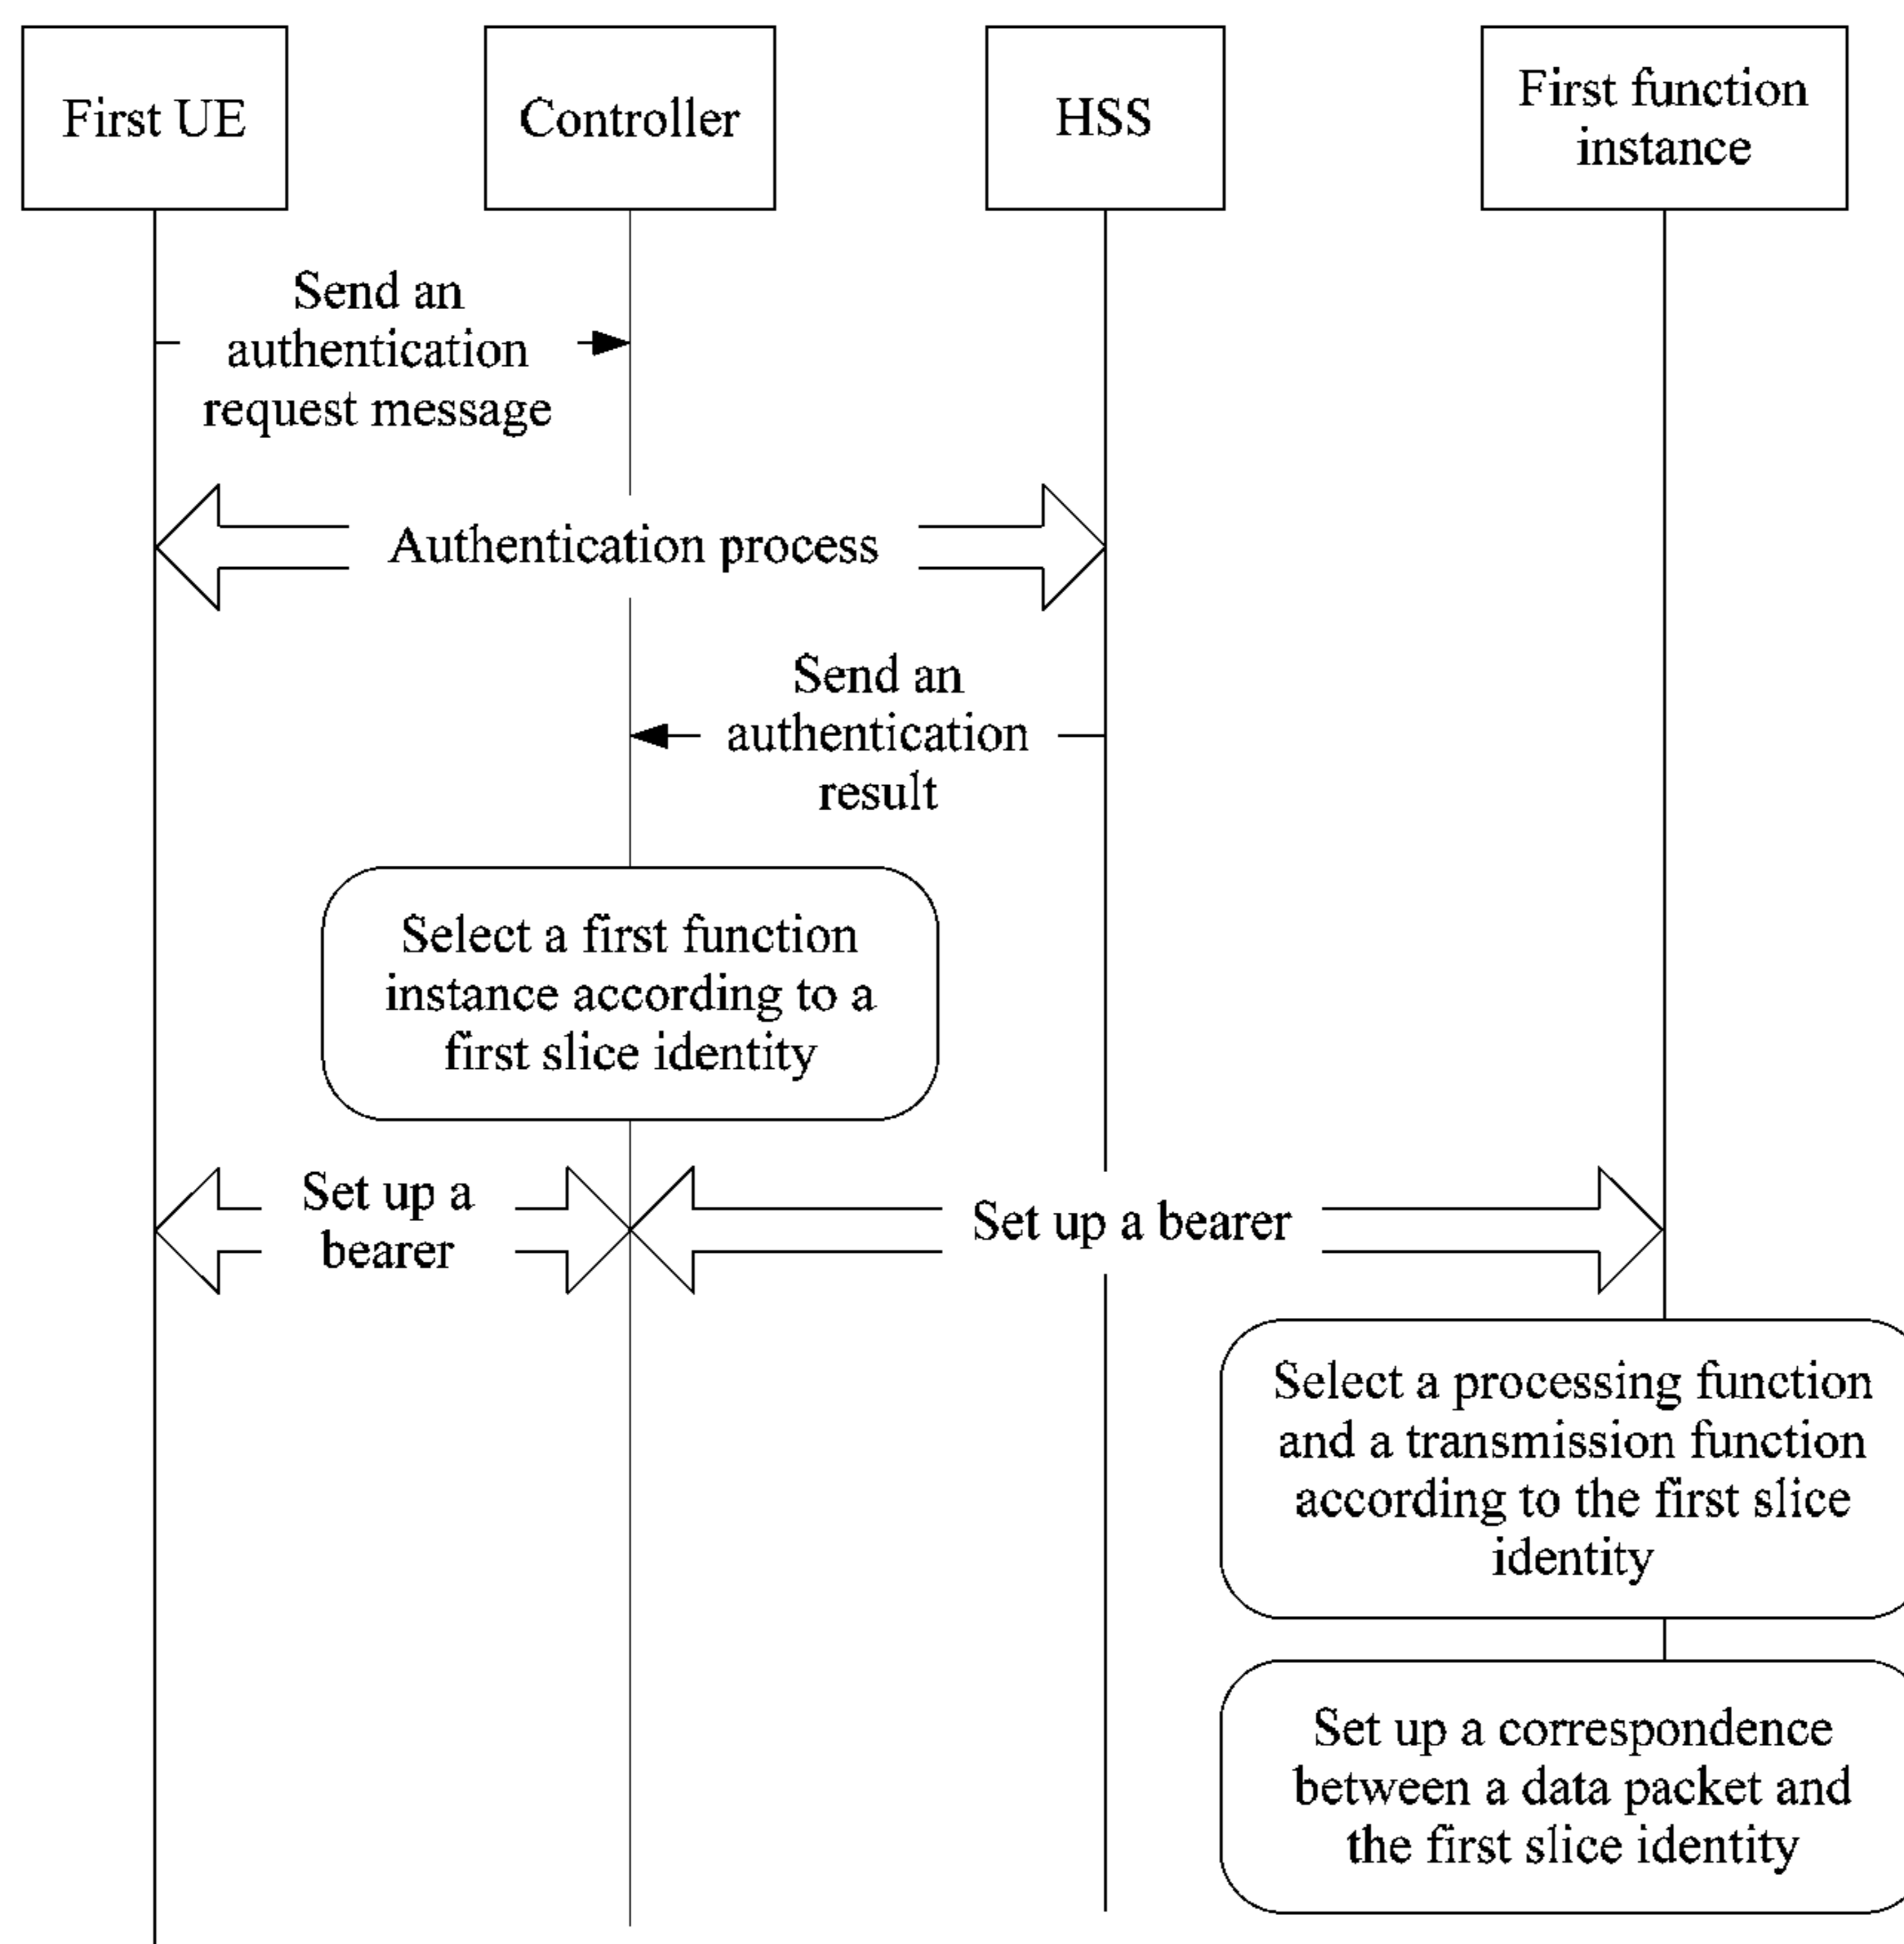 First UE
Controller
HSS
First function
instance
Send an
authentication
request message
Authentication process
Send an
authentication
result
Select a first function
instance according to a
first slice identity
Set up a
bearer
Set up a bearer
Select a processing function
and a transmission function
according to the first slice
identity
Set up a correspondence
between a data packet and
the first slice identity